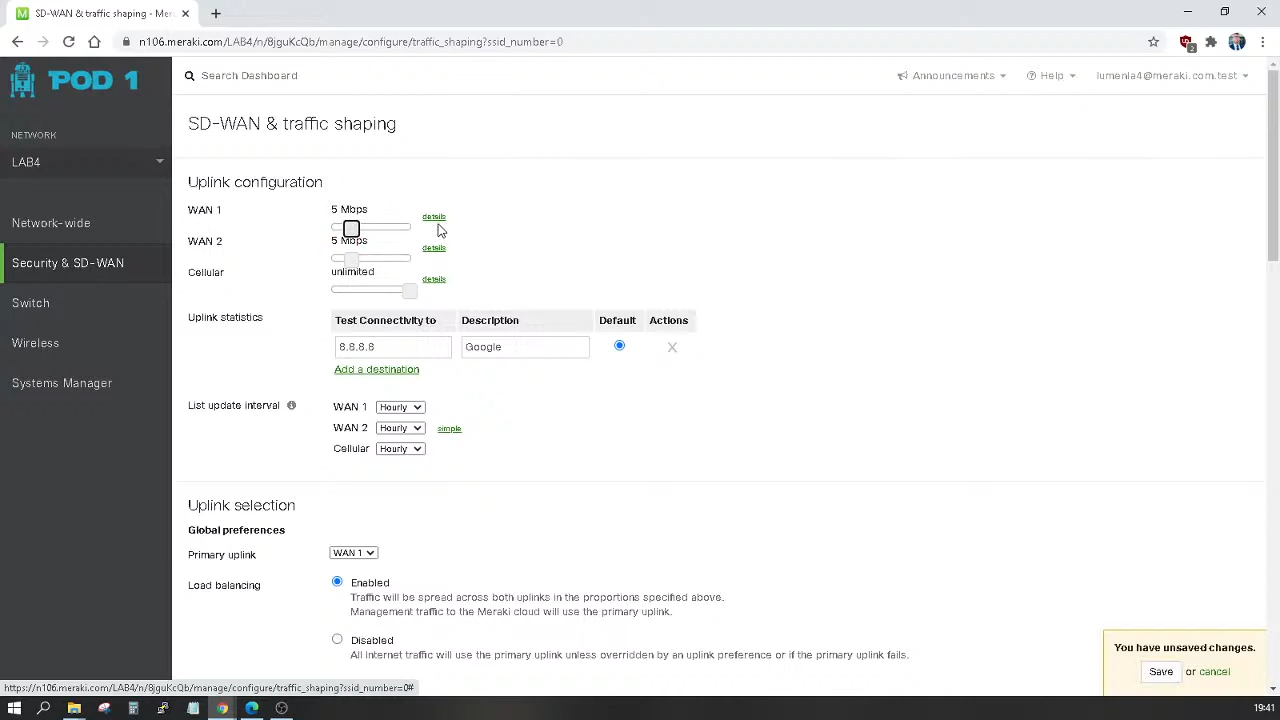 SD-WAN & traffic shaping - Mera
n106.meraki.com/LAB4/n/8jguKcQb/manage/configure/traffic_shaping?ssid_number=0
2
POD 1
Search Dashboard
Announcements
Help
lumenia4@meraki.com.test
NETWORK
LAB4
Network-wide
Security & SD-WAN
Switch
Wireless
Systems Manager
SD-WAN & traffic shaping
Uplink configuration
WAN 1
5 Mbps
details
WAN 2
5 Mbps
details
Cellular
unlimited
details
Uplink statistics
Test Connectivity to Description Default Actions
8.8.8.8 Google X
Add a destination
List update interval
WAN 1 Hourly
WAN 2 Hourly simple
Cellular Hourly
Uplink selection
Global preferences
Primary uplink WAN 1
Load balancing
Enabled
Traffic will be spread across both uplinks in the proportions specified above.
Management traffic to the Meraki cloud will use the primary uplink.
Disabled
All Internet traffic will use the primary uplink unless overridden by an uplink preference or if the primary uplink fails.
You have unsaved changes.
Save or cancel
https://n106.meraki.com/LAB4/n/8jguKcQb/manage/configure/traffic_shaping?ssid_number=0#
19:41